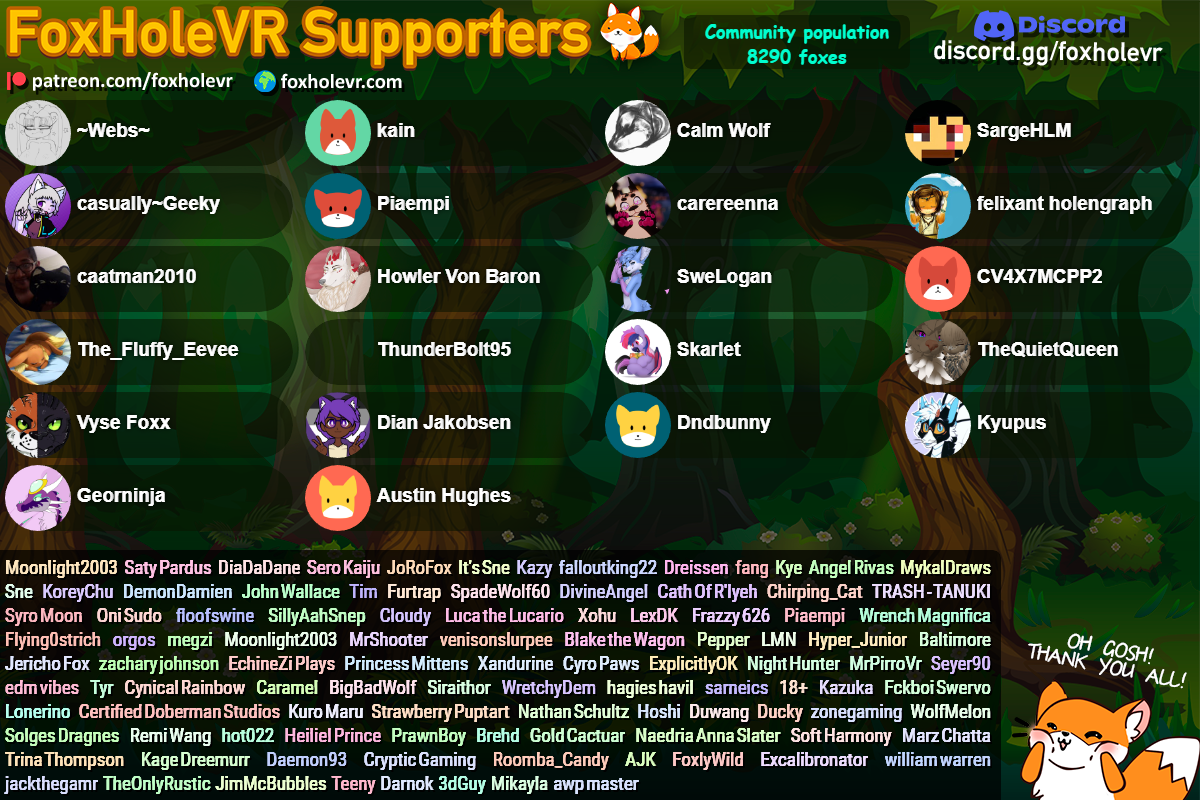 FoxHoleVR Supporters
Community population
8290 foxes
Discord
discord.gg/foxholevr
patreon.com/foxholevr
foxholevr.com
~Webs~
kain
Calm Wolf
SargeHLM
casually~Geeky
Piaempi
carereenna
felixant holengraph
caatman2010
Howler Von Baron
SweLogan
CV4X7MCPP2
The_Fluffy_Eevee
ThunderBolt95
Skarlet
TheQuietQueen
Vyse Foxx
Dian Jakobsen
Dndbunny
Kyupus
Georninja
Austin Hughes
Moonlight2003 Saty Pardus DiaDaDane Sero Kaiju JoRoFox It's Sne Kazy falloutking22 Dreissen fang Kye Angel Rivas MykalDraws
Sne KoreyChu DemonDamien John Wallace Tim Furtrap SpadeWolf60 DivineAngel Cath Of R'lyeh Chirping_Cat TRASH-TANUKI
Syro Moon Oni Sudo floofswine SillyAahSnep Cloudy Luca the Lucario Xohu LexDK Frazzy 626 Piaempi Wrench Magnifica
Flying0strich orgos megzi Moonlight2003 MrShooter venisonslurpee Blake the Wagon Pepper LMN Hyper_Junior Baltimore
Jericho Fox zachary johnson EchineZi Plays Princess Mittens Xandurine Cyro Paws ExplicitlyOK Night Hunter MrPirroVr Seyer90
edm vibes Tyr Cynical Rainbow Caramel BigBadWolf Siraithor WretchyDem hagies havil sarneics 18+ Kazuka Fckboi Swervo
Lonerino Certified Doberman Studios Kuro Maru Strawberry Puptart Nathan Schultz Hoshi Duwang Ducky zonegaming WolfMelon
Solges Dragnes Remi Wang hot022 Heiliel Prince PrawnBoy Brehd Gold Cactuar Naedria Anna Slater Soft Harmony Marz Chatta
Trina Thompson Kage Dreemurr Daemon93 Cryptic Gaming Roomba_Candy AJK FoxlyWild Excalibronator william warren
jackthegamr TheOnlyRustic JimMcBubbles Teeny Darnok 3dGuy Mikayla awp master
OH GOSH!
THANK YOU ALL!